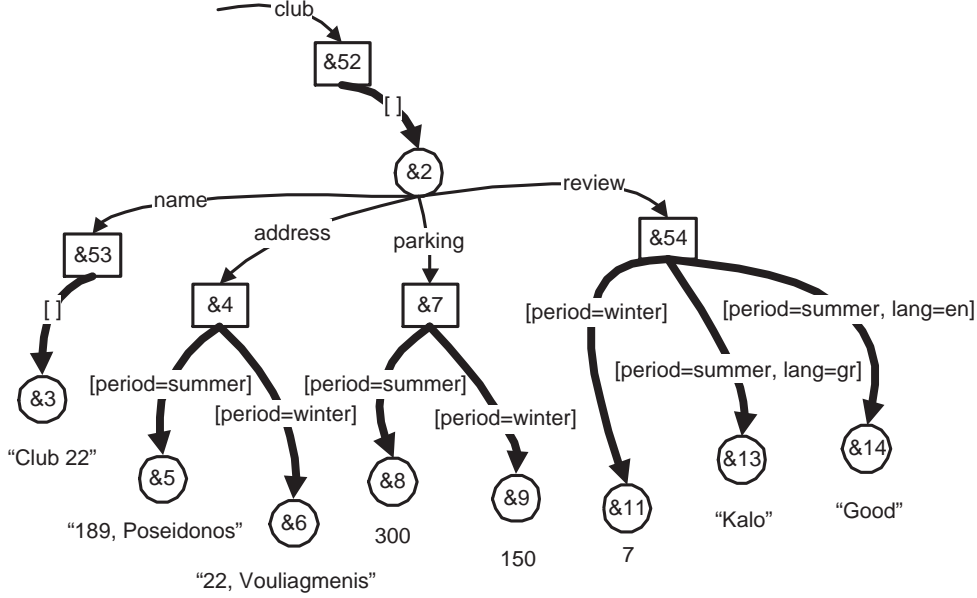 club
&52
[ ]
&2
name
review
address
parking
&53
&54
[ ]
&4
&7
[period=winter]
[period=summer, lang=en]
[period=summer]
[period=summer]
[period=summer, lang=gr]
&3
[period=winter]
[period=winter]
“Club 22”
&5
&8
&13
&14
&6
&9
&11
“189, Poseidonos”
300
“Kalo”
“Good”
“22, Vouliagmenis”
150
7